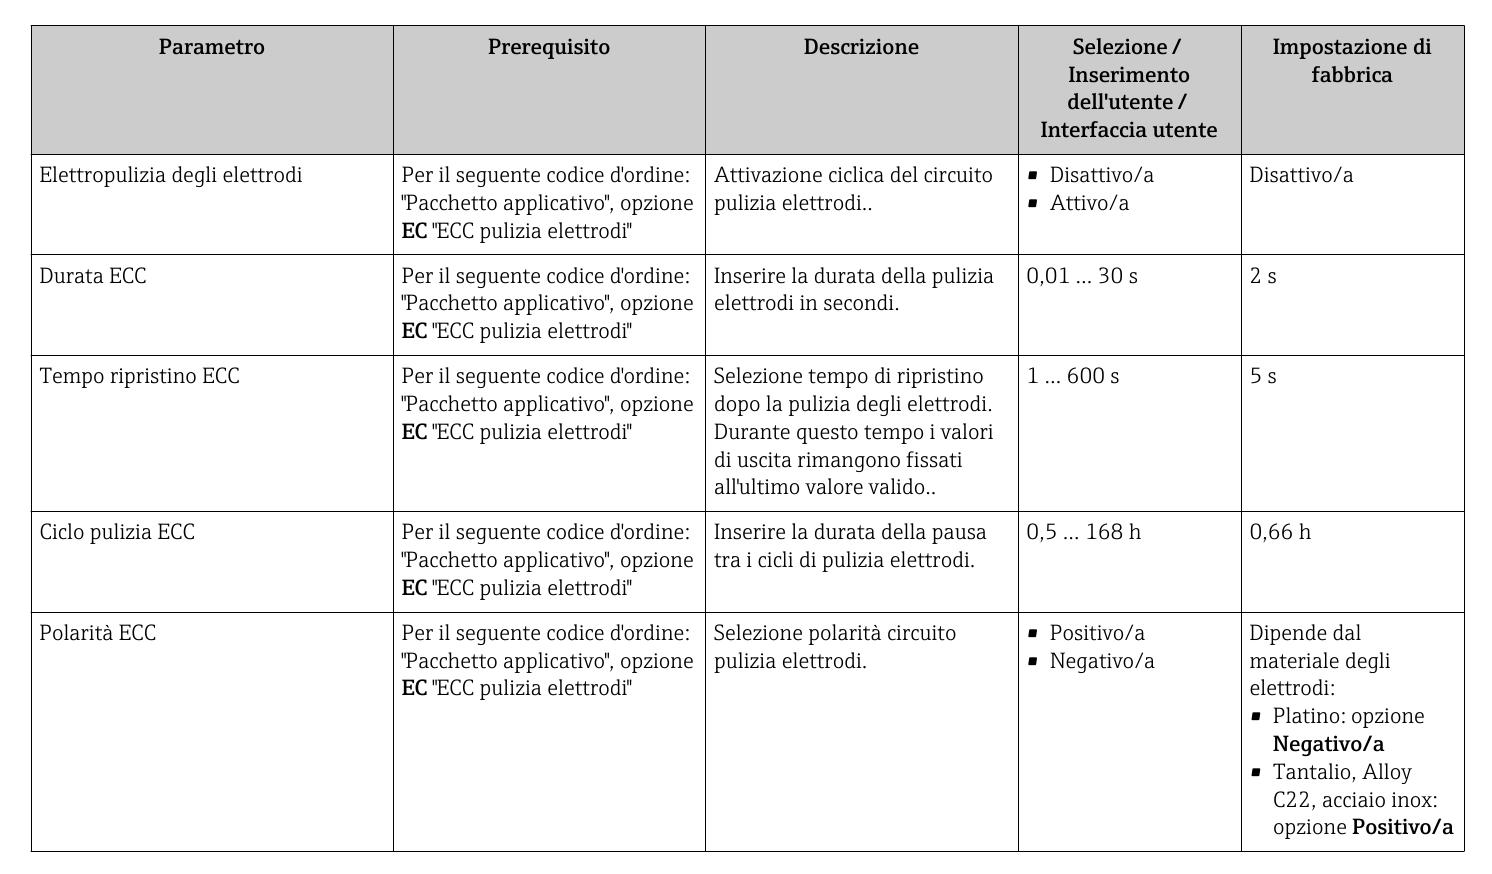 Parametro
Prerequisito
Descrizione
Selezione /
Inserimento
dell'utente /
Interfaccia utente
Impostazione di
fabbrica
Elettropulizia degli elettrodi
Per il seguente codice d'ordine:
"Pacchetto applicativo", opzione
EC "ECC pulizia elettrodi"
Attivazione ciclica del circuito
pulizia elettrodi..
▪ Disattivo/a
▪ Attivo/a
Disattivo/a
Durata ECC
Per il seguente codice d'ordine:
"Pacchetto applicativo", opzione
EC "ECC pulizia elettrodi"
Inserire la durata della pulizia
elettrodi in secondi.
0,01 … 30 s
2 s
Tempo ripristino ECC
Per il seguente codice d'ordine:
"Pacchetto applicativo", opzione
EC "ECC pulizia elettrodi"
Selezione tempo di ripristino
dopo la pulizia degli elettrodi.
Durante questo tempo i valori
di uscita rimangono fissati
all'ultimo valore valido..
1 … 600 s
5 s
Ciclo pulizia ECC
Per il seguente codice d'ordine:
"Pacchetto applicativo", opzione
EC "ECC pulizia elettrodi"
Inserire la durata della pausa
tra i cicli di pulizia elettrodi.
0,5 … 168 h
0,66 h
Polarità ECC
Per il seguente codice d'ordine:
"Pacchetto applicativo", opzione
EC "ECC pulizia elettrodi"
Selezione polarità circuito
pulizia elettrodi.
▪ Positivo/a
▪ Negativo/a
Dipende dal
materiale degli
elettrodi:
▪ Platino: opzione
Negativo/a
▪ Tantalio, Alloy
C22, acciaio inox:
opzione Positivo/a